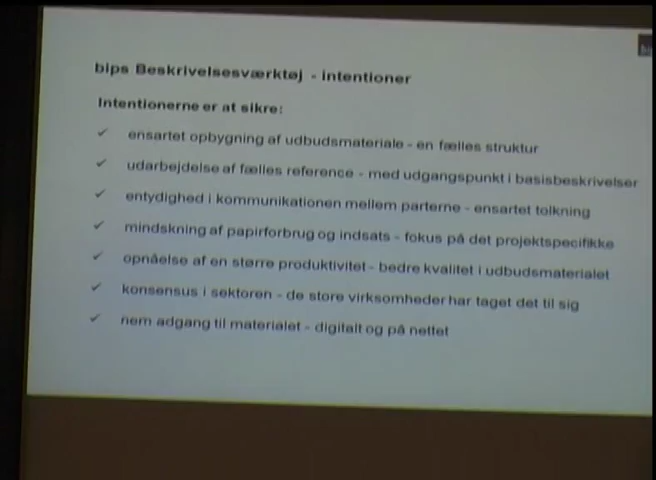 bips Beskrivelsesværktøj - intentioner
Intentionerne er at sikre:
✓ ensartet opbygning af udbudsmateriale - en fælles struktur
✓ udarbejdelse af fælles reference - med udgangspunkt i basisbeskrivelser
✓ entydighed i kommunikationen mellem parterne - ensartet tolkning
✓ mindskning af papirforbrug og indsats - fokus på det projektspecifikke
✓ opnåelse af en større produktivitet - bedre kvalitet i udbudsmaterialet
✓ konsensus i sektoren - de store virksomheder har taget det til sig
✓ nem adgang til materialet - digitalt og på nettet